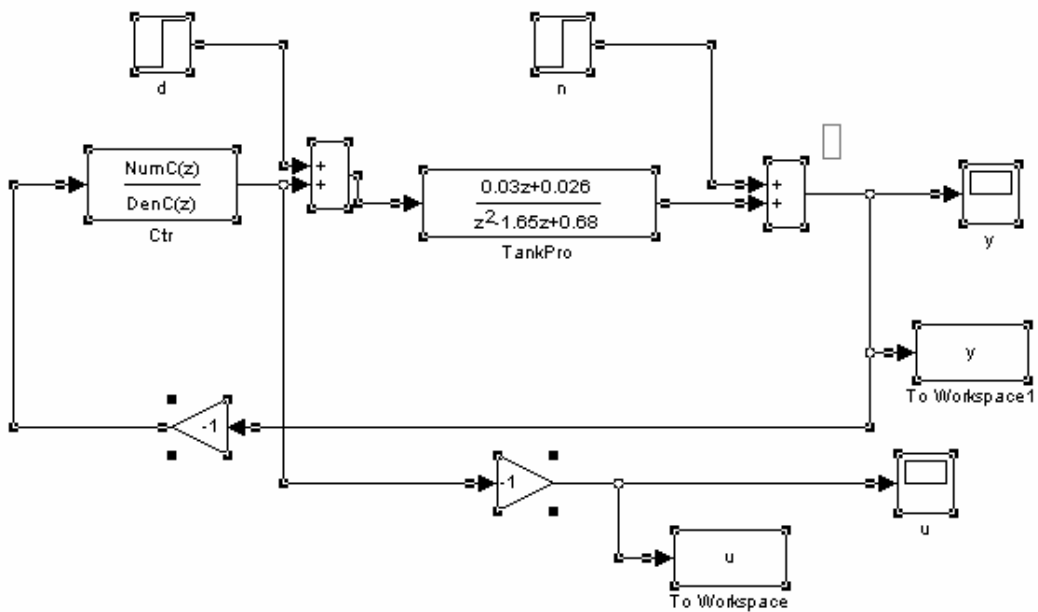 d
n
NumC(z)
DenC(z)
Ctr
+
+
0.03z+0.026
z2-1.65z+0.68
TankPro
+
+
y
y
To Workspace1
-1
-1
u
u
To Workspace